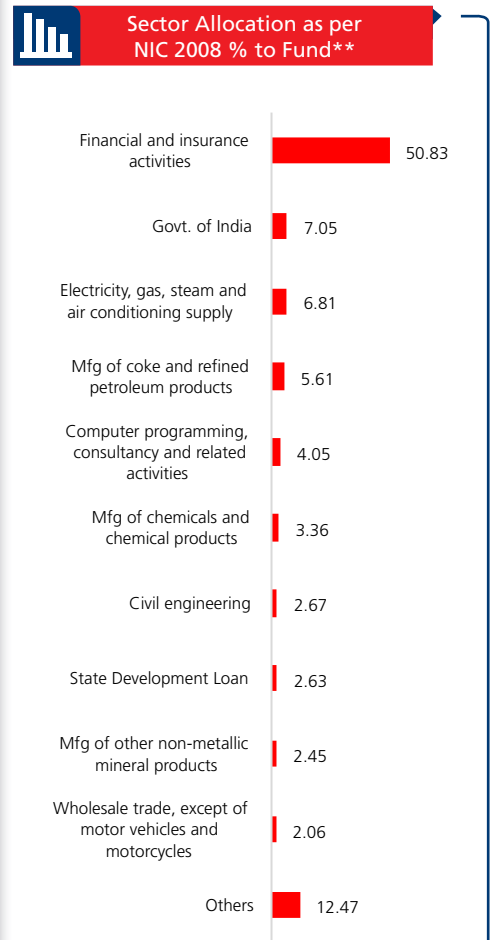 Sector Allocation as per
NIC 2008 % to Fund**
Financial and insurance
activities
50.83
Govt. of India
7.05
Electricity, gas, steam and
air conditioning supply
6.81
Mfg of coke and refined
petroleum products
5.61
Computer programming,
consultancy and related
activities
4.05
Mfg of chemicals and
chemical products
3.36
Civil engineering
2.67
State Development Loan
2.63
Mfg of other non-metallic
mineral products
2.45
Wholesale trade, except of
motor vehicles and
motorcycles
2.06
Others
12.47